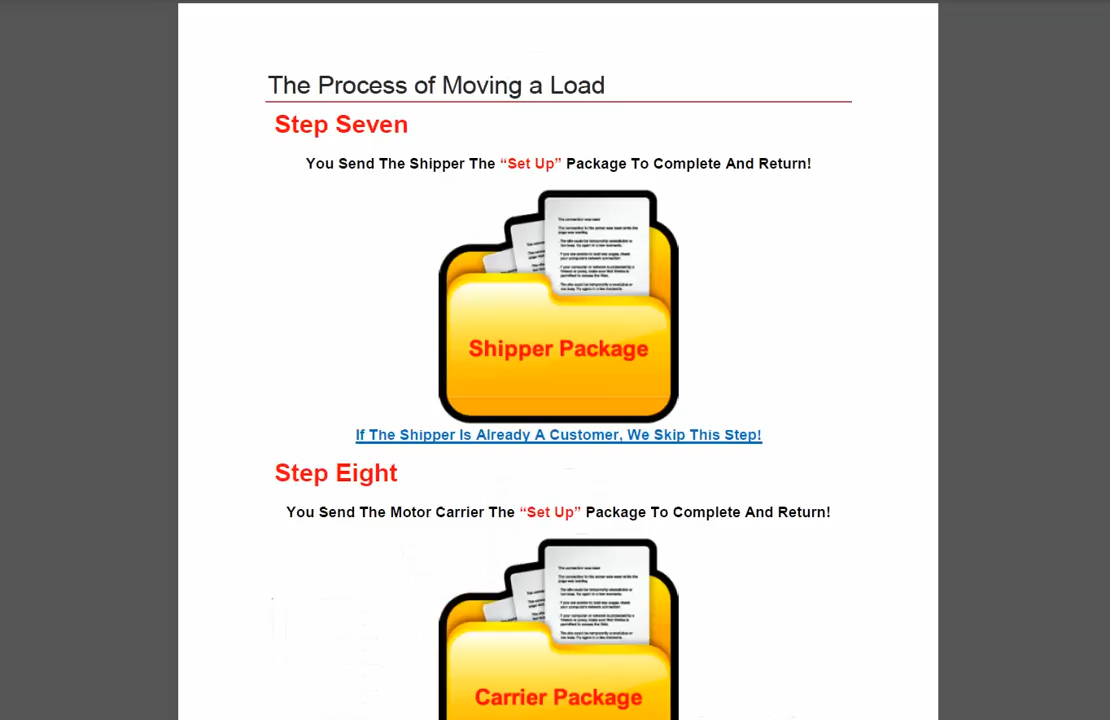 The Process of Moving a Load
Step Seven
You Send The Shipper The “Set Up” Package To Complete And Return!
Shipper Package
If The Shipper Is Already A Customer, We Skip This Step!
Step Eight
You Send The Motor Carrier The “Set Up” Package To Complete And Return!
Carrier Package